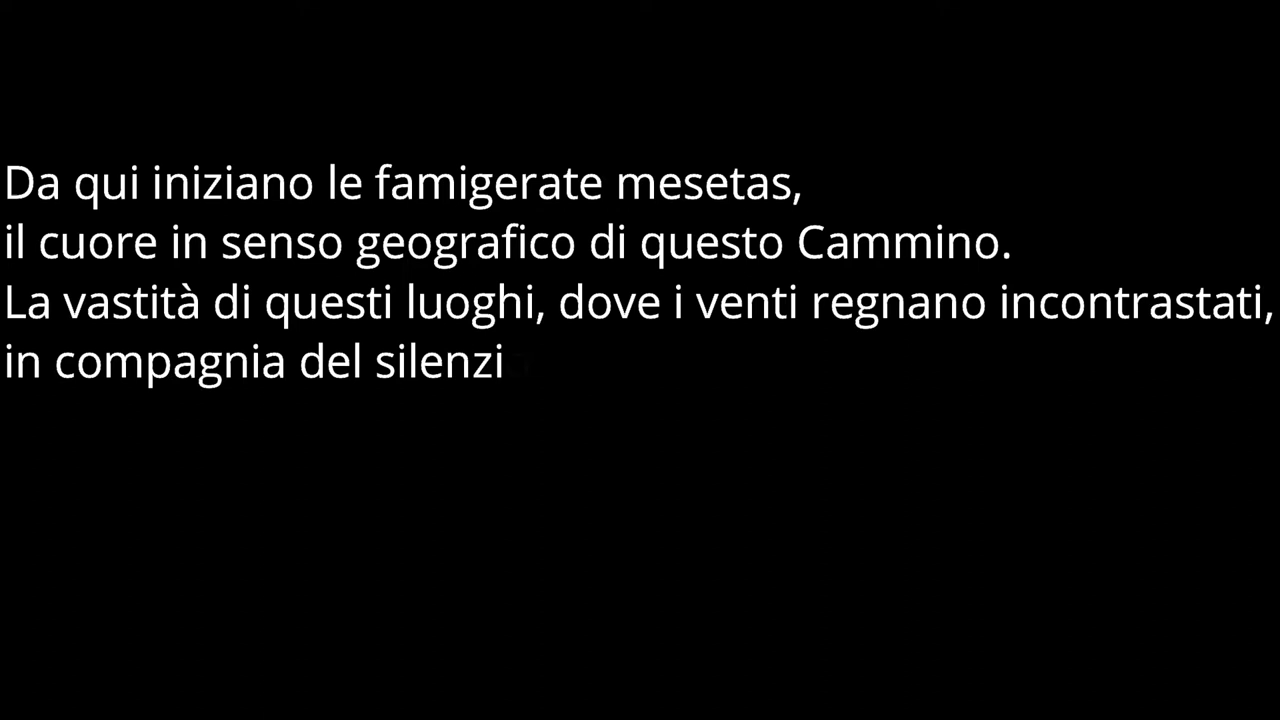 Da qui iniziano le famigerate mesetas,
il cuore in senso geografico di questo Cammino.
La vastità di questi luoghi, dove i venti regnano incontrastati,
in compagnia del silenzi